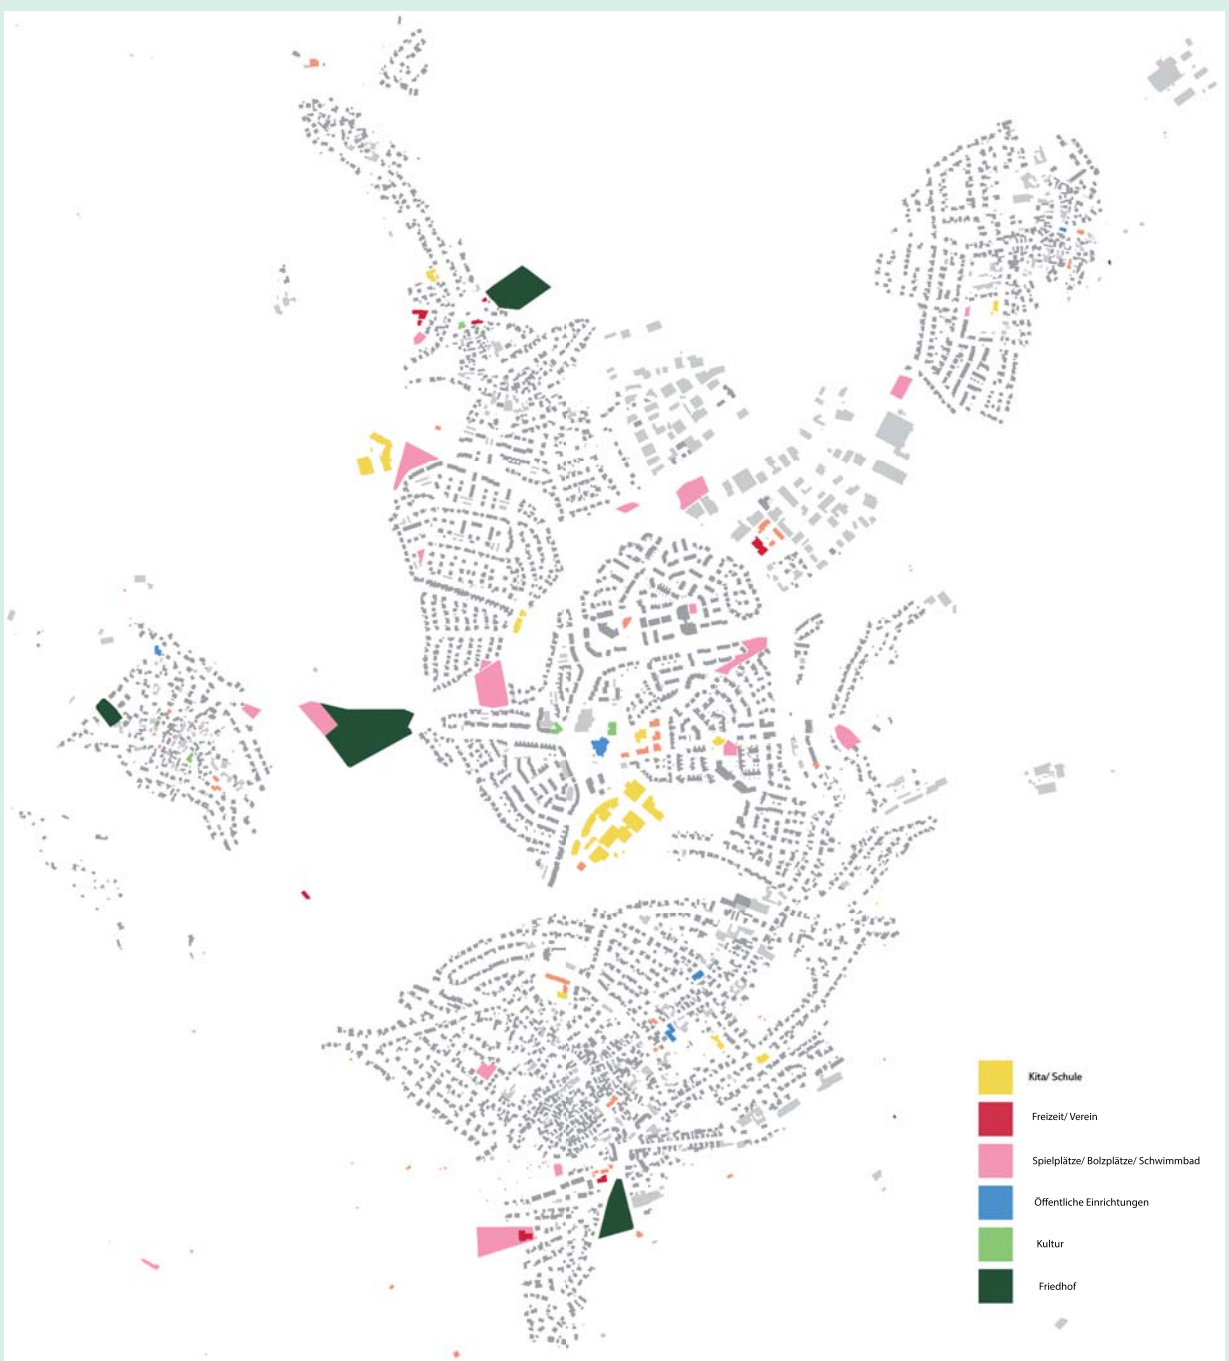 Kita/ Schule
Freizeit/ Verein
Spielplätze/ Bolzplätze/ Schwimmbad
Öffentliche Einrichtungen
Kultur
Friedhof